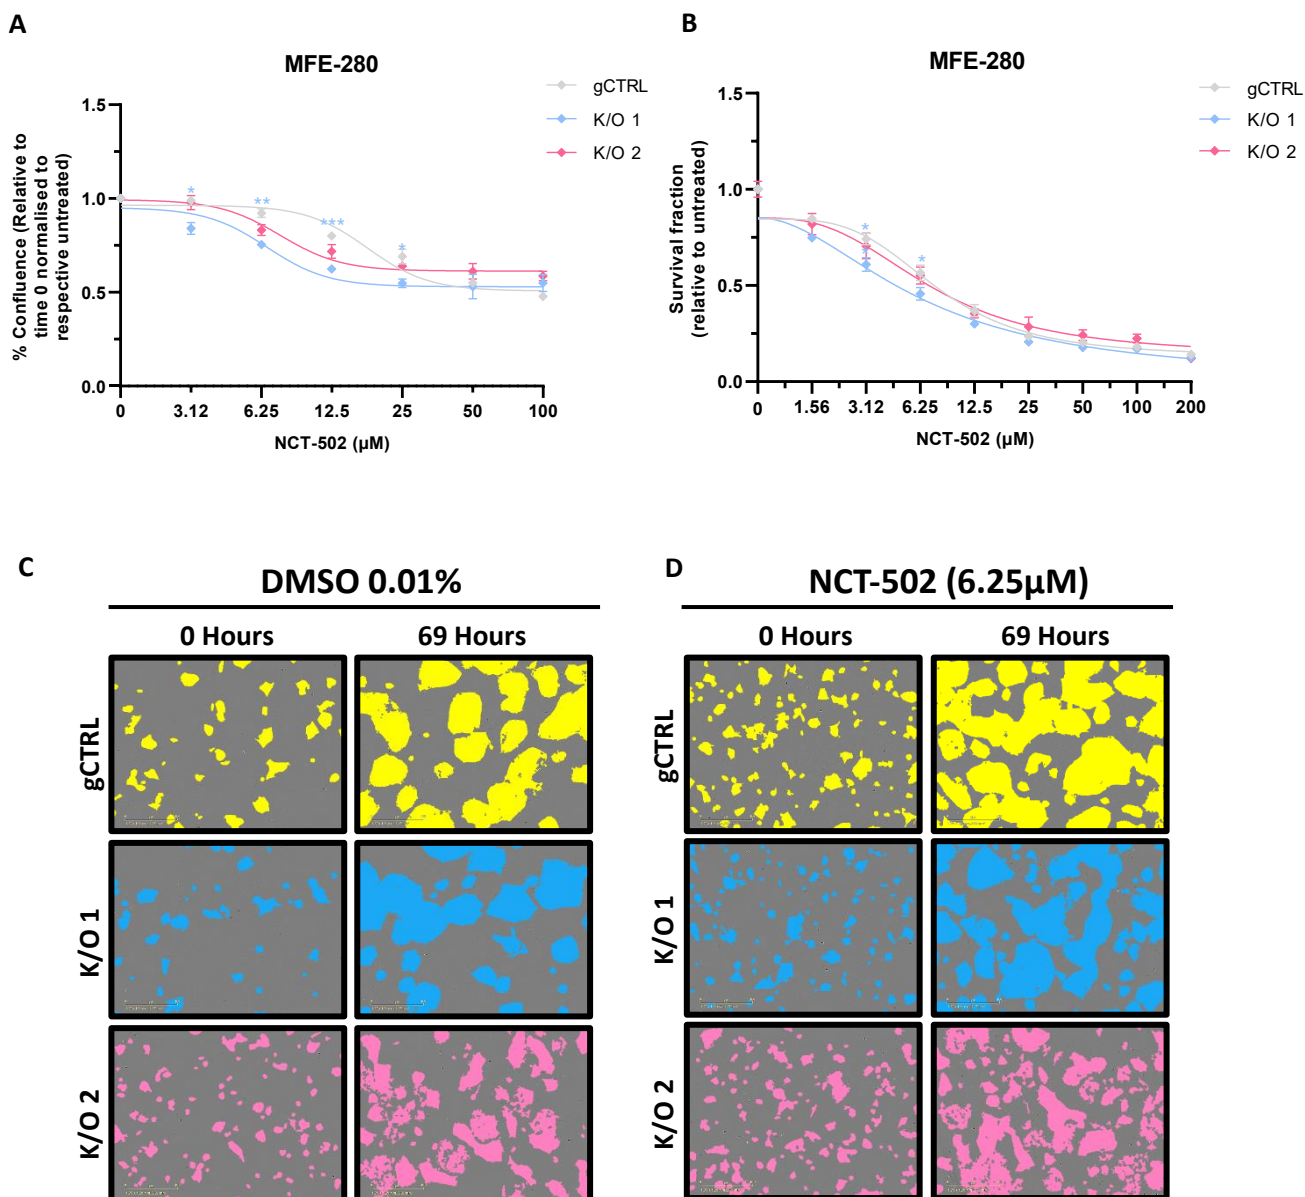 A
MFE-280
gCTRL
K/O 1
K/O 2
% Confluence (Relative to
time 0 normalised to
respective untreated)
1.5
1.0
0.5
0.0
*
**
***
*
0
3.12
6.25
12.5
25
50
100
NCT-502 (µM)
B
MFE-280
gCTRL
K/O 1
K/O 2
Survival fraction
(relative to untreated)
1.5
1.0
0.5
0.0
*
*
*
0
1.56
3.12
6.25
12.5
25
50
100
200
NCT-502 (µM)
C
DMSO 0.01%
0 Hours
69 Hours
gCTRL
K/O 1
K/O 2
D
NCT-502 (6.25µM)
0 Hours
69 Hours
gCTRL
K/O 1
K/O 2